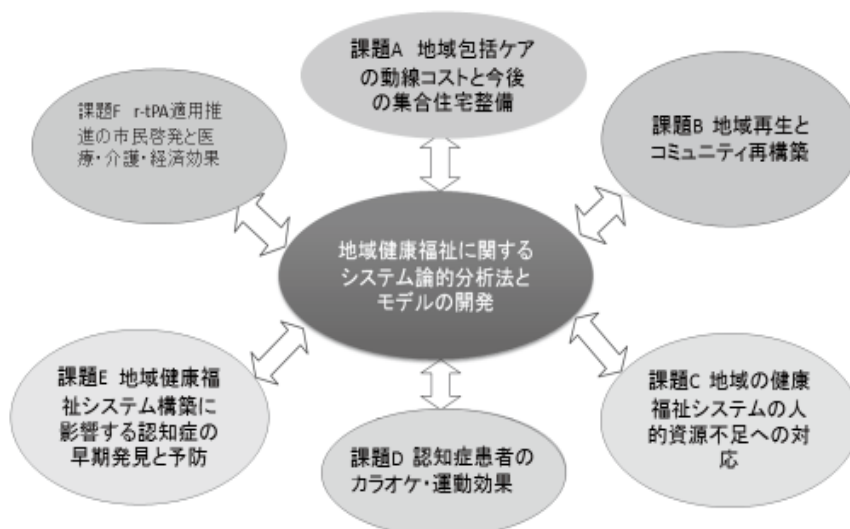 課題A 地域包括ケア
の動線コストと今後
の集合住宅整備
課題F r-tPA適用推
進の市民啓発と医
療・介護・経済効果
課題B 地域再生と
コミュニティ再構築
地域健康福祉に関する
システム論的分析法と
モデルの開発
課題E 地域健康福
祉システム構築に
影響する認知症の
早期発見と予防
課題D 認知症患者の
カラオケ・運動効果
課題C 地域の健康
福祉システムの人
的資源不足への対
応